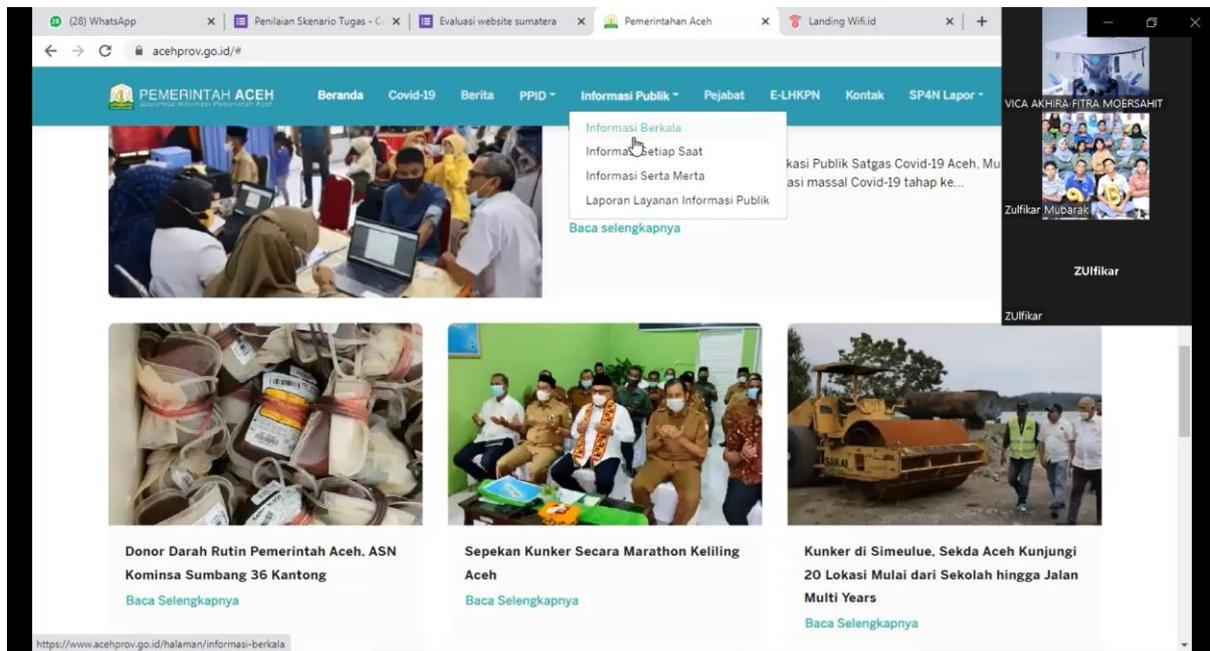 (28) WhatsApp
Penilaian Skenario Tugas - C
Evaluasi website sumatera
Pemerintahan Aceh
Landing Wifi.id
acehprov.go.id/#
PEMERINTAH ACEH
Beranda
Covid-19
Berita
PPID
Informasi Publik
Pejabat
E-LHKPN
Kontak
SP4N Lapor
VICA AKHIRA FITRA MOERSAHIT
Informasi Berkala
Informasi Setiap Saat
Informasi Serta Merta
Laporan Layanan Informasi Publik
kasi Publik Satgas Covid-19 Aceh, Mu
asi massal Covid-19 tahap ke...
Baca selengkapnya
Zulfikar Mubarak
ZUlfikar
ZUlfikar
Donor Darah Rutin Pemerintah Aceh, ASN
Kominsa Sumbang 36 Kantong
Baca Selengkapnya
Sepekan Kunker Secara Marathon Keliling
Aceh
Baca Selengkapnya
SAKAI
Kunker di Simeulue, Sekda Aceh Kunjungi
20 Lokasi Mulai dari Sekolah hingga Jalan
Multi Years
Baca Selengkapnya
https://www.acehprov.go.id/halaman/informasi-berkala